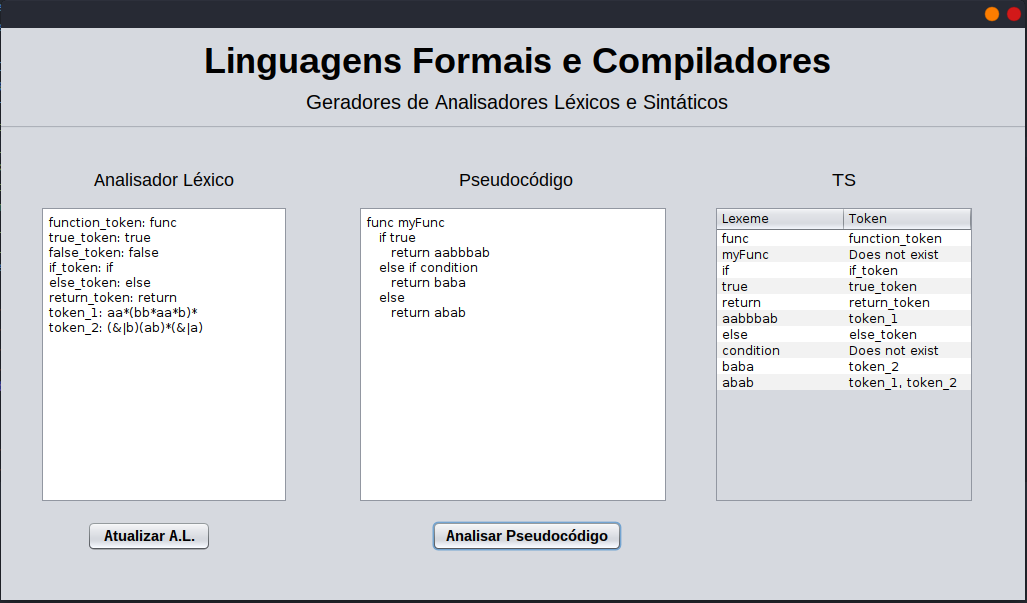 Linguagens Formais e Compiladores
Geradores de Analisadores Léxicos e Sintáticos
Analisador Léxico
function_token: func
true_token: true
false_token: false
if_token: if
else_token: else
return_token: return
token_1: aa*(bb*aa*b)*
token_2: (&|b)(ab)*(&|a)
Atualizar A.L.
Pseudocódigo
func myFunc
if true
return aabbbab
else if condition
return baba
else
return abab
Analisar Pseudocódigo
TS
Lexeme Token
func function_token
myFunc Does not exist
if if_token
true true_token
return return_token
aabbbab token_1
else else_token
condition Does not exist
baba token_2
abab token_1, token_2